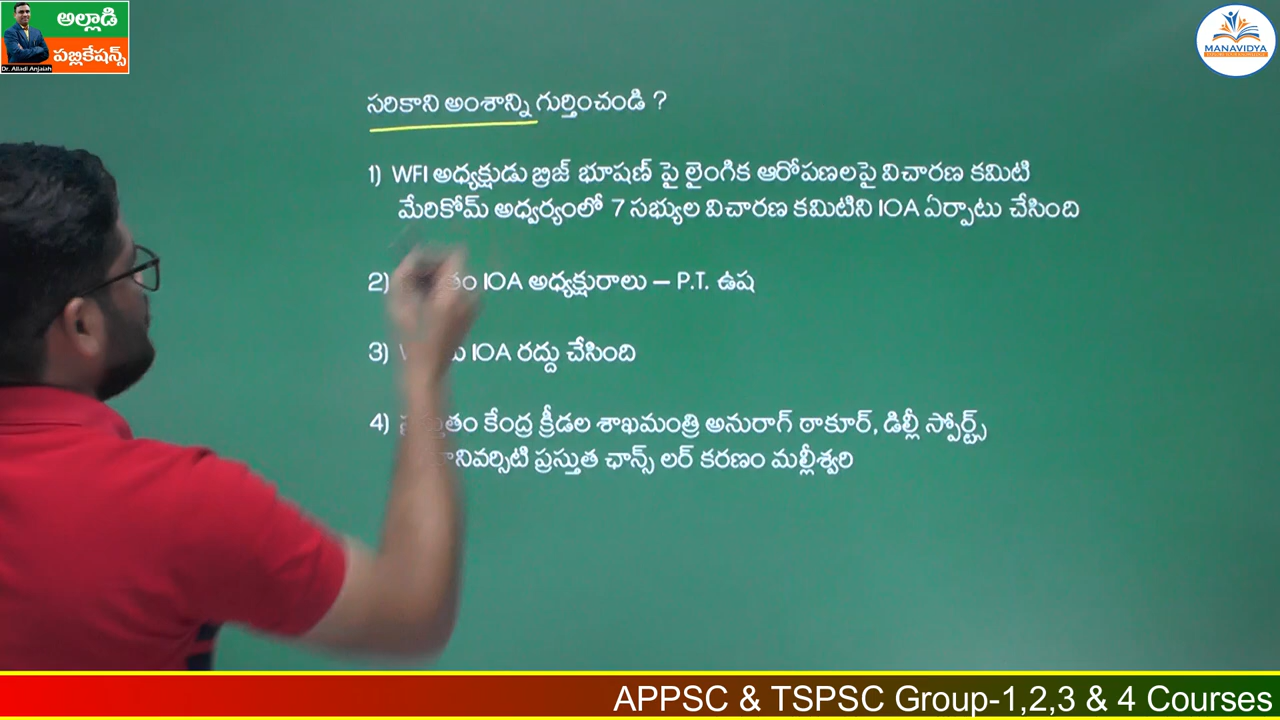 అల్లాడి
పబ్లికేషన్స్
Dr. Alladi Anjaiah
MANAVIDYA
సరికాని అంశాన్ని గుర్తించండి ?
1) WFI అధ్యక్షుడు బ్రిజ్ భూషణ్ పై లైంగిక ఆరోపణలపై విచారణ కమిటి
మేరికోమ్ అధ్వర్యంలో 7 సభ్యుల విచారణ కమిటిని IOA ఏర్పాటు చేసింది
2) IOA అధ్యక్షురాలు – P.T. ఉష
3) IOA రద్దు చేసింది
4) కేంద్ర క్రీడల శాఖమంత్రి అనురాగ్ ఠాకూర్, డిల్లీ స్పోర్ట్స్
ప్రస్తుత ఛాన్స్ లర్ కరణం మల్లీశ్వరి
APPSC & TSPSC Group-1,2,3 & 4 Courses